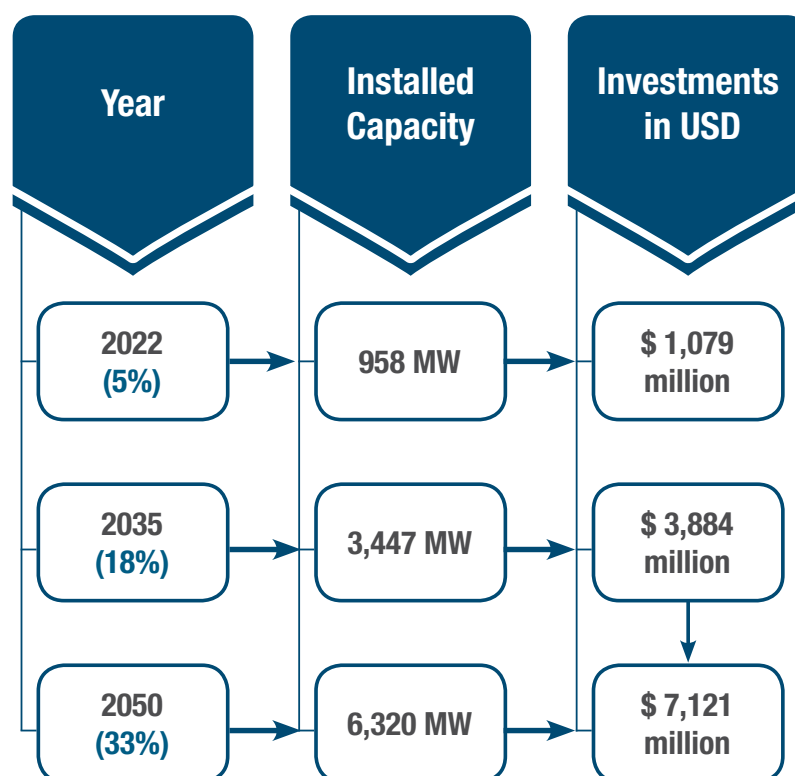 Year
Installed
Capacity
Investments
in USD
2022
(5%)
958 MW
$ 1,079
million
2035
(18%)
3,447 MW
$ 3,884
million
2050
(33%)
6,320 MW
$ 7,121
million